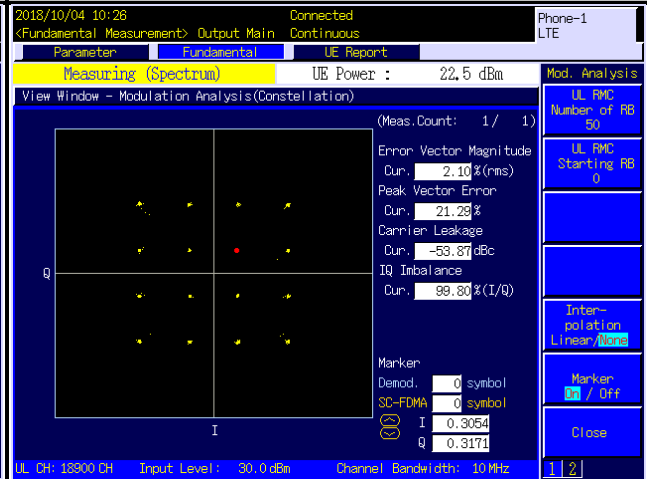 2018/10/04 10:26 Connected Phone-1
<Fundamental Measurement> Output Main Continuous LTE
Parameter Fundamental UE Report
Measuring (Spectrum) UE Power : 22.5 dBm Mod. Analysis
View Window - Modulation Analysis(Constellation)
(Meas.Count: 1/ 1)
Error Vector Magnitude
Cur. 2.10 %(rms)
Peak Vector Error
Cur. 21.29 %
Carrier Leakage
Cur. -53.87 dBc
IQ Imbalance
Cur. 99.80 %(I/Q)
Q
I
Marker
Demod. 0 symbol
SC-FDMA 0 symbol
I 0.3054
Q 0.3171
UL RMC
Number of RB
50
UL RMC
Starting RB
0
Inter-
polation
Linear/None
Marker
On / Off
Close
UL CH: 18900 CH Input Level: 30.0 dBm Channel Bandwidth: 10 MHz 1 2